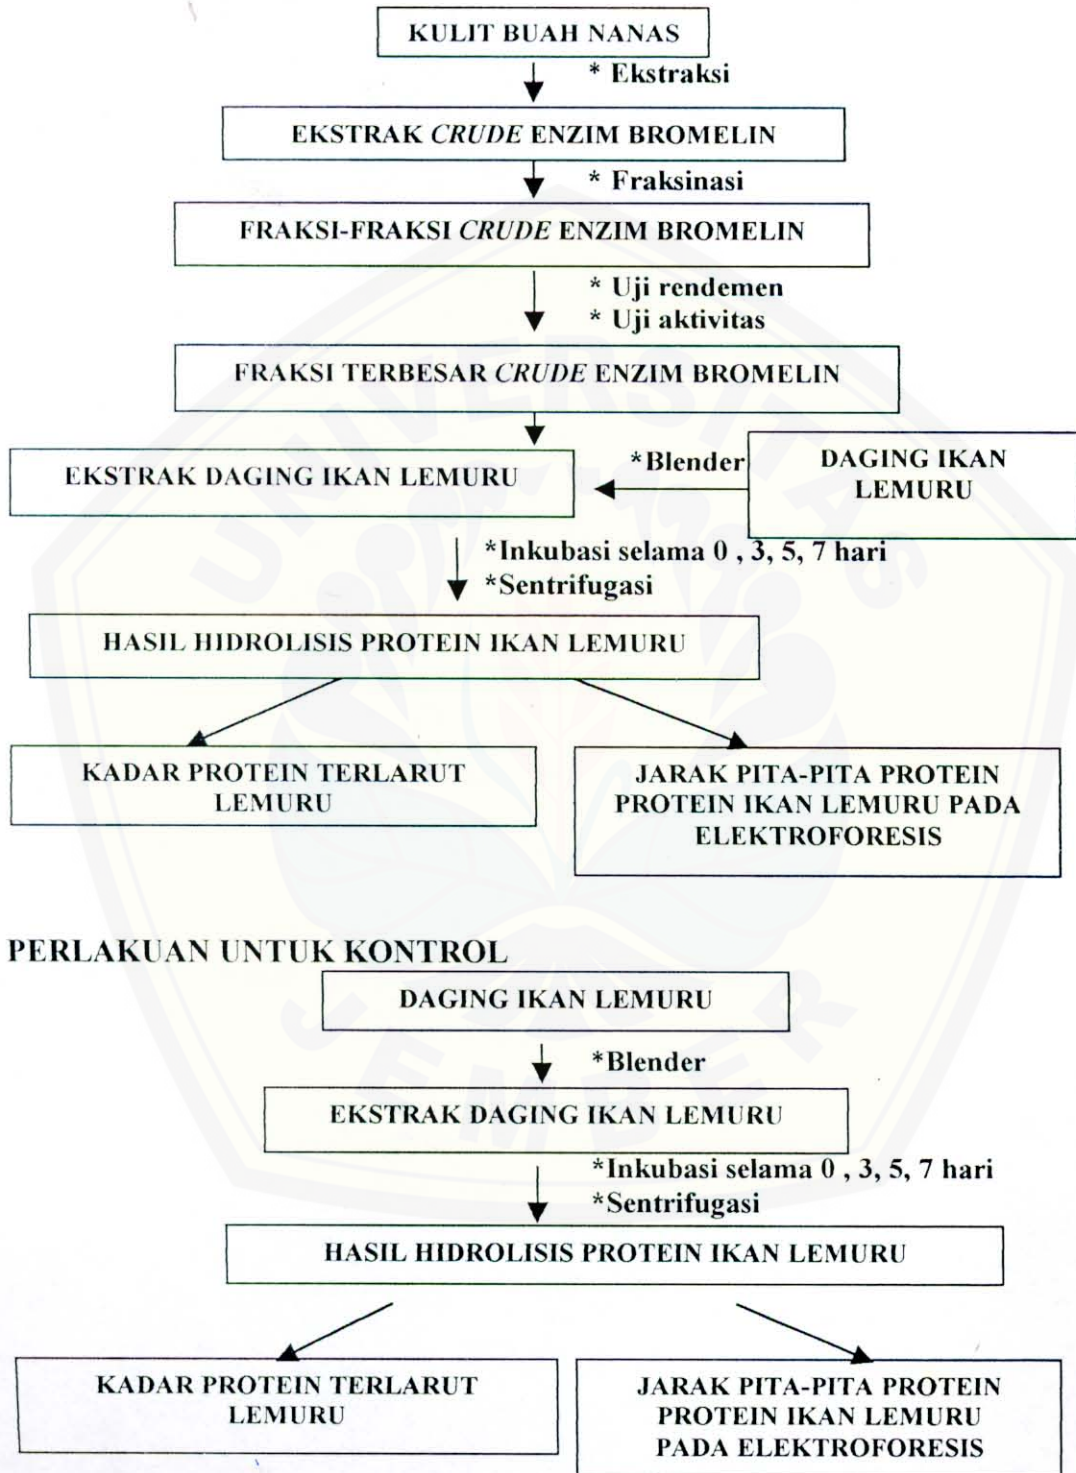 KULIT BUAH NANAS
* Ekstraksi
EKSTRAK CRUDE ENZIM BROMELIN
* Fraksinasi
FRAKSI-FRAKSI CRUDE ENZIM BROMELIN
* Uji rendemen
* Uji aktivitas
FRAKSI TERBESAR CRUDE ENZIM BROMELIN
EKSTRAK DAGING IKAN LEMURU
*Blender
DAGING IKAN
LEMURU
*Inkubasi selama 0 , 3, 5, 7 hari
*Sentrifugasi
HASIL HIDROLISIS PROTEIN IKAN LEMURU
KADAR PROTEIN TERLARUT
LEMURU
JARAK PITA-PITA PROTEIN
PROTEIN IKAN LEMURU PADA
ELEKTROFORESIS
PERLAKUAN UNTUK KONTROL
DAGING IKAN LEMURU
*Blender
EKSTRAK DAGING IKAN LEMURU
*Inkubasi selama 0 , 3, 5, 7 hari
*Sentrifugasi
HASIL HIDROLISIS PROTEIN IKAN LEMURU
KADAR PROTEIN TERLARUT
LEMURU
JARAK PITA-PITA PROTEIN
PROTEIN IKAN LEMURU
PADA ELEKTROFORESIS
UNIVERSITAS
JEMBER